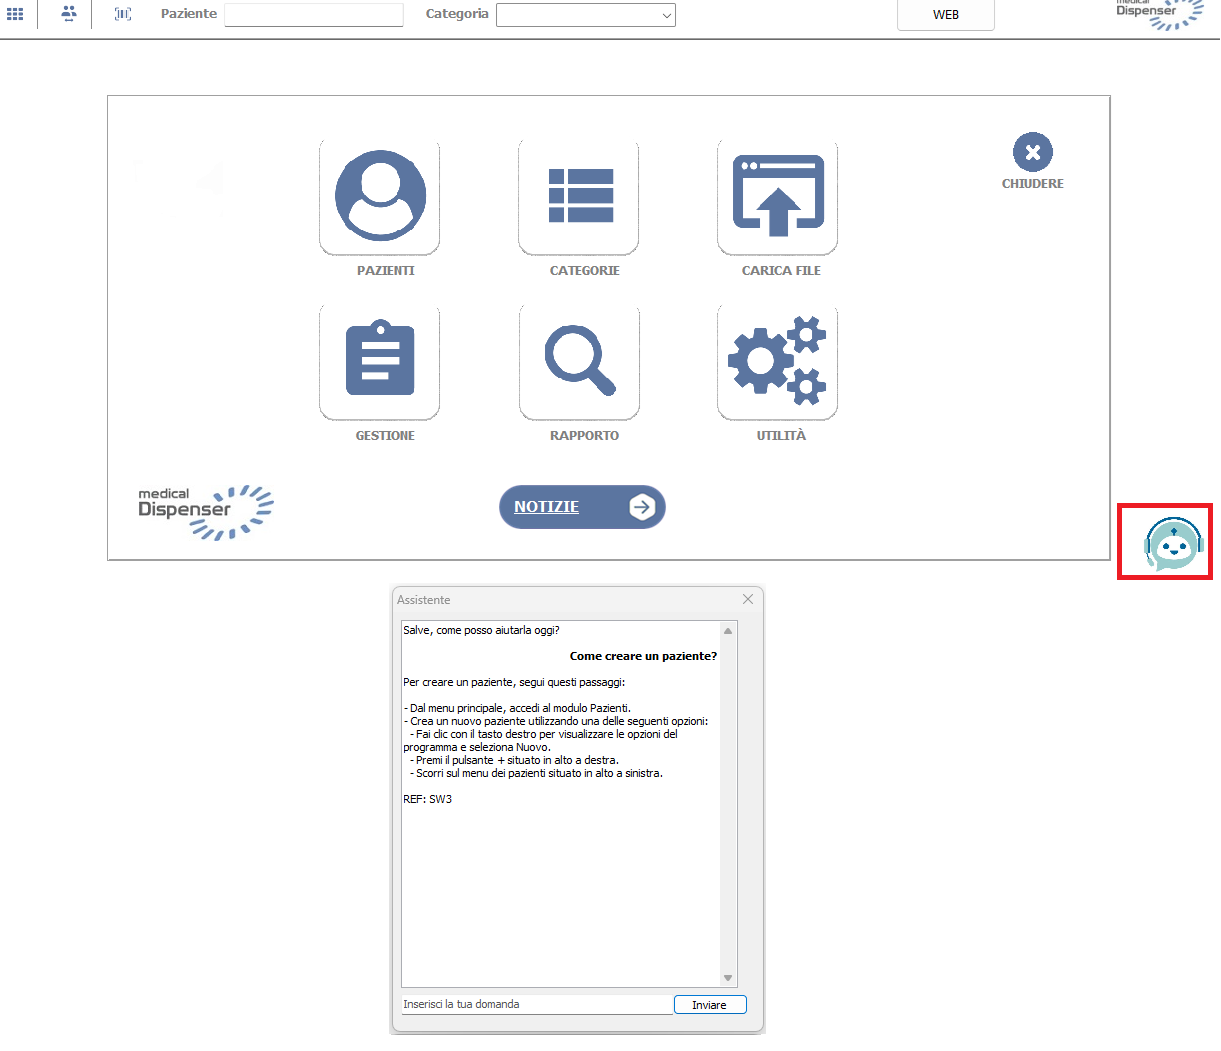 Paziente
Categoria
WEB
medical
Dispenser
CHIUDERE
PAZIENTI
CATEGORIE
CARICA FILE
GESTIONE
RAPPORTO
UTILITÀ
medical
Dispenser
NOTIZIE
Assistente
Salve, come posso aiutarla oggi?
Come creare un paziente?
Per creare un paziente, segui questi passaggi:
- Dal menu principale, accedi al modulo Pazienti.
- Crea un nuovo paziente utilizzando una delle seguenti opzioni:
- Fai clic con il tasto destro per visualizzare le opzioni del
programma e seleziona Nuovo.
- Premi il pulsante + situato in alto a destra.
- Scorri sul menu dei pazienti situato in alto a sinistra.
REF: SW3
Inserisci la tua domanda
Inviare